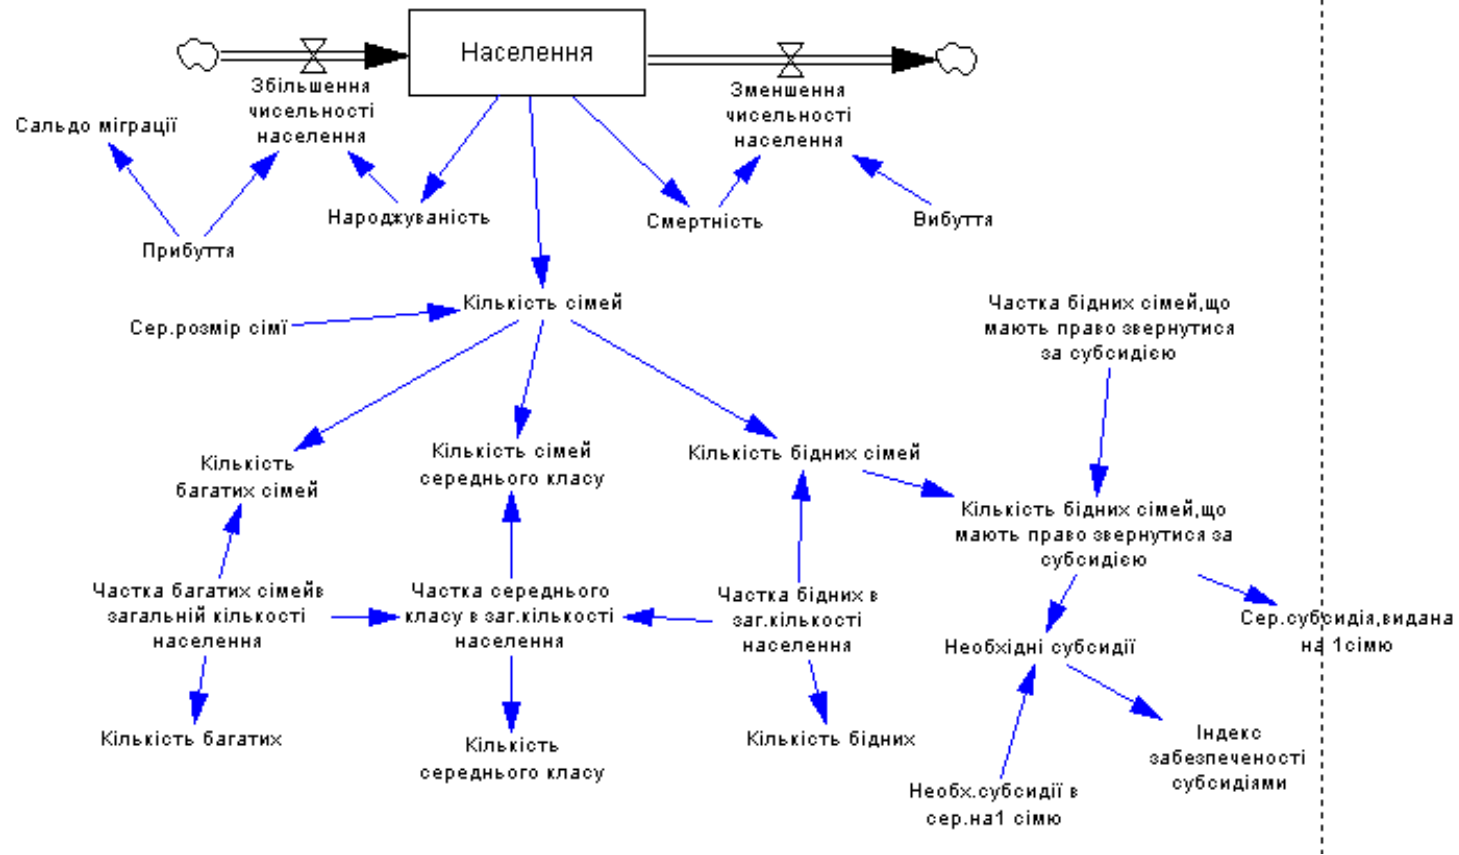 Населення
Збільшення
чисельності
населення
Зменшення
чисельності
населення
Сальдо міграції
Народжуваність
Смертність
Вибуття
Прибуття
Кількість сімей
Сер.розмір сімї
Частка бідних сімей,що
мають право звернутися
за субсидією
Кількість
багатих сімей
Кількість сімей
середнього класу
Кількість бідних сімей
Кількість бідних сімей,що
мають право звернутися за
субсидією
Частка багатих сімейв
загальній кількості
населення
Частка середнього
класу в заг.кількості
населення
Частка бідних в
заг.кількості
населення
Сер.субсидія,видана
на 1сімю
Необхідні субсидії
Кількість багатих
Кількість
середнього класу
Кількість бідних
Індекс
забезпеченості
субсидіями
Необх.субсидії в
сер.на1 сімю